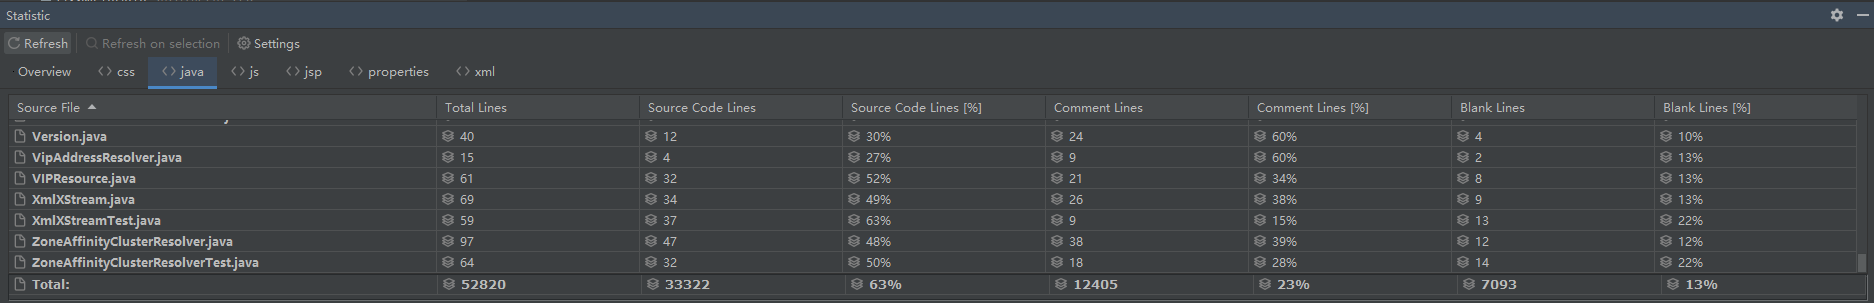 Statistic
Refresh Refresh on selection Settings
Overview css java js jsp properties xml
Source File Total Lines Source Code Lines Source Code Lines [%] Comment Lines Comment Lines [%] Blank Lines Blank Lines [%]
Version.java 40 12 30% 24 60% 4 10%
VipAddressResolver.java 15 4 27% 9 60% 2 13%
VIPResource.java 61 32 52% 21 34% 8 13%
XmlXStream.java 69 34 49% 26 38% 9 13%
XmlXStreamTest.java 59 37 63% 9 15% 13 22%
ZoneAffinityClusterResolver.java 97 47 48% 38 39% 12 12%
ZoneAffinityClusterResolverTest.java 64 32 50% 18 28% 14 22%
Total: 52820 33322 63% 12405 23% 7093 13%